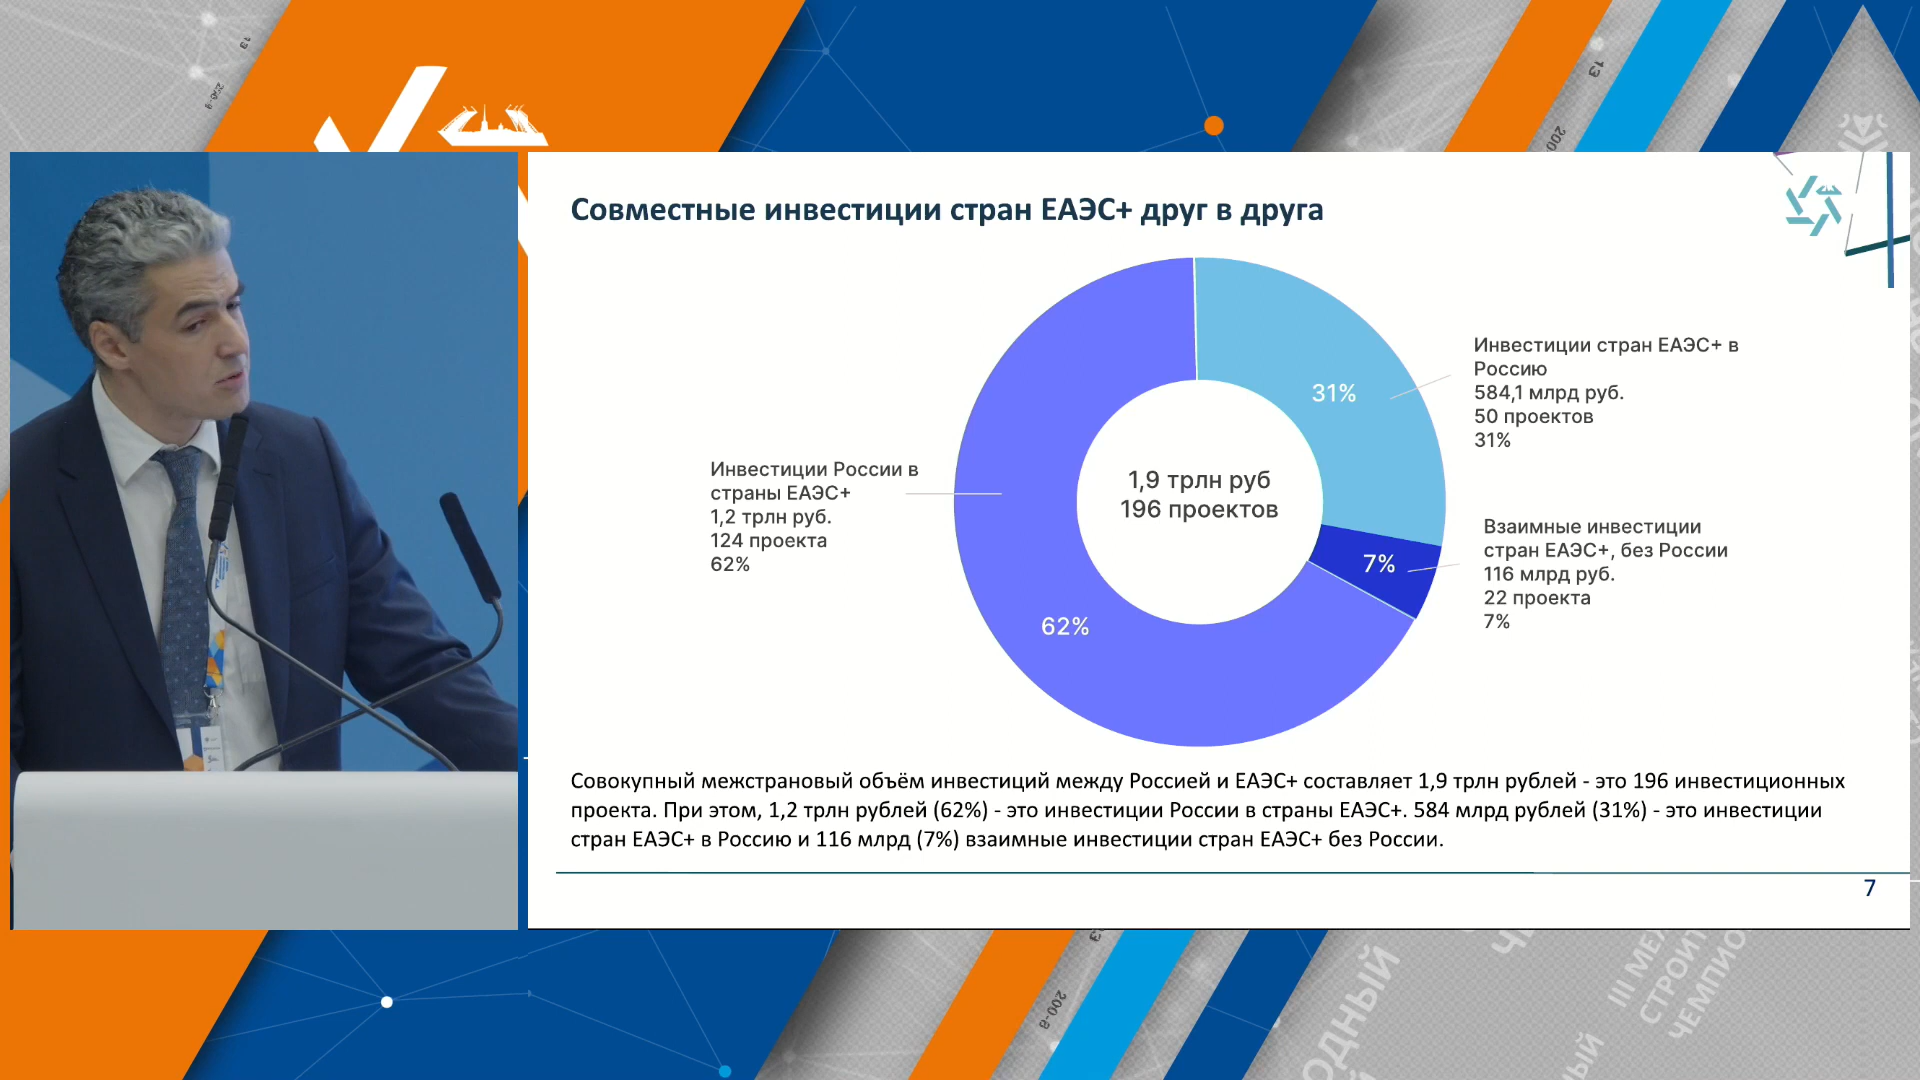 Совместные инвестиции стран ЕАЭС+ друг в друга
Инвестиции стран ЕАЭС+ в
Россию
584,1 млрд руб.
50 проектов
31%
31%
1,9 трлн руб
196 проектов
Инвестиции России в
страны ЕАЭС+
1,2 трлн руб.
124 проекта
62%
62%
Взаимные инвестиции
стран ЕАЭС+, без России
116 млрд руб.
22 проекта
7%
7%
Совокупный межстрановый объём инвестиций между Россией и ЕАЭС+ составляет 1,9 трлн рублей - это 196 инвестиционных
проекта. При этом, 1,2 трлн рублей (62%) - это инвестиции России в страны ЕАЭС+. 584 млрд рублей (31%) - это инвестиции
стран ЕАЭС+ в Россию и 116 млрд (7%) взаимные инвестиции стран ЕАЭС+ без России.
7
13
13
200-8